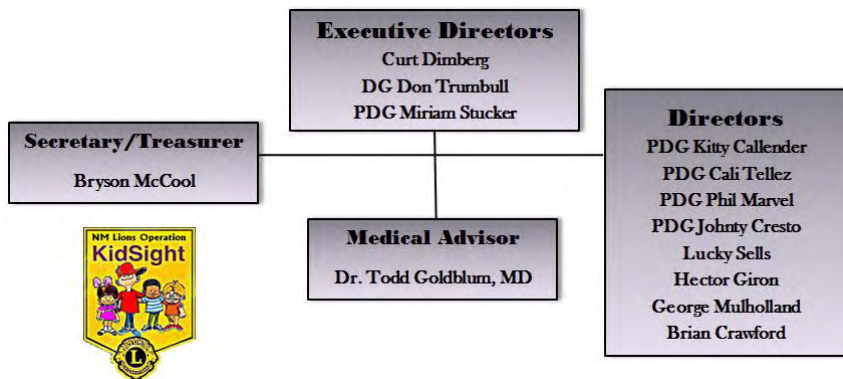 Executive Directors
Curt Dimberg
DG Don Trumbull
PDG Miriam Stucker
Secretary/Treasurer
Bryson McCool
Medical Advisor
Dr. Todd Goldblum, MD
Directors
PDG Kitty Callender
PDG Cali Tellez
PDG Phil Marvel
PDG Johnty Cresto
Lucky Sells
Hector Giron
George Mulholland
Brian Crawford
NM Lions Operation
KidSight
L